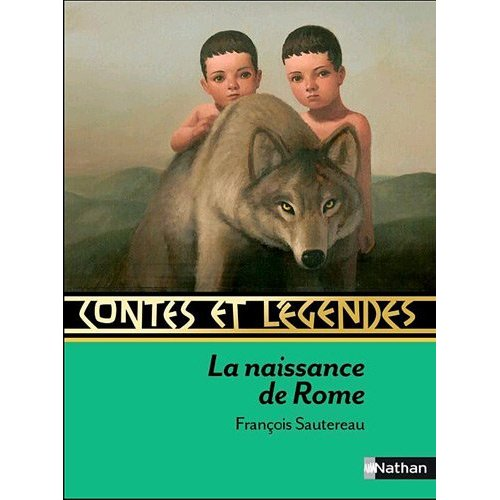 CONTES ET LÉGENDES
La naissance
de Rome
François Sautereau
Nathan